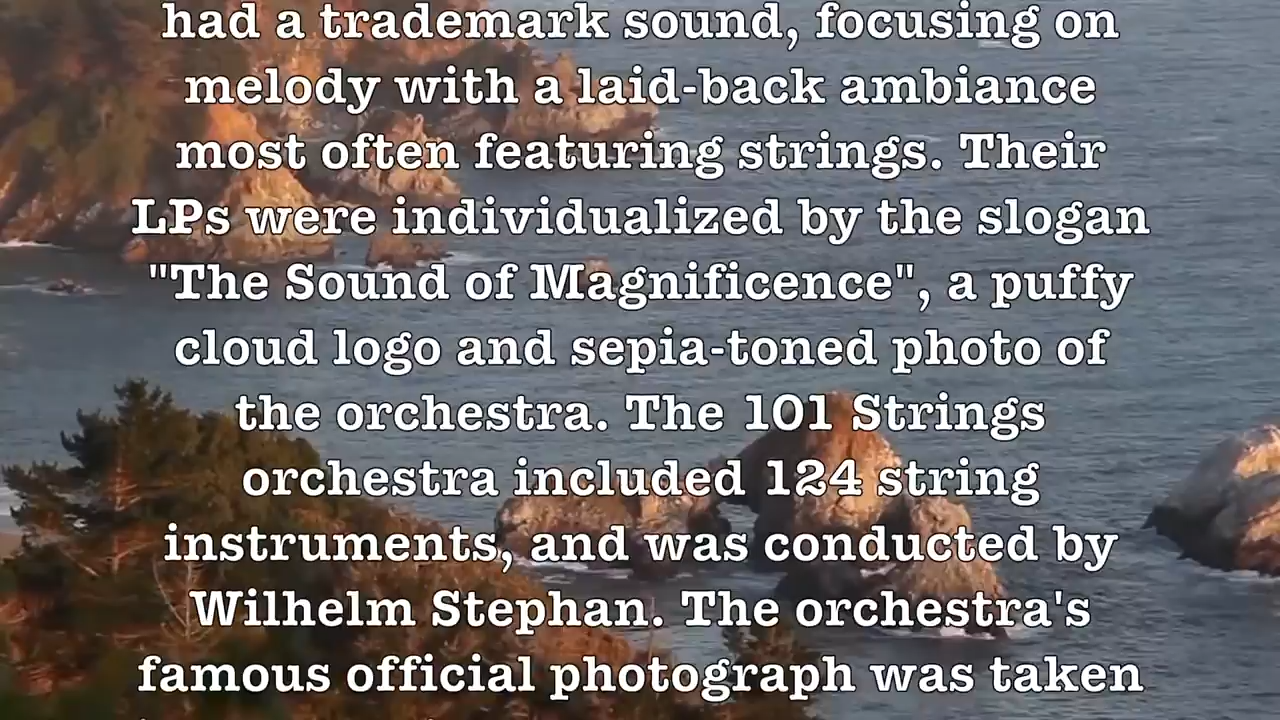 had a trademark sound, focusing on
melody with a laid-back ambiance
most often featuring strings. Their
LPs were individualized by the slogan
"The Sound of Magnificence", a puffy
cloud logo and sepia-toned photo of
the orchestra. The 101 Strings
orchestra included 124 string
instruments, and was conducted by
Wilhelm Stephan. The orchestra's
famous official photograph was taken